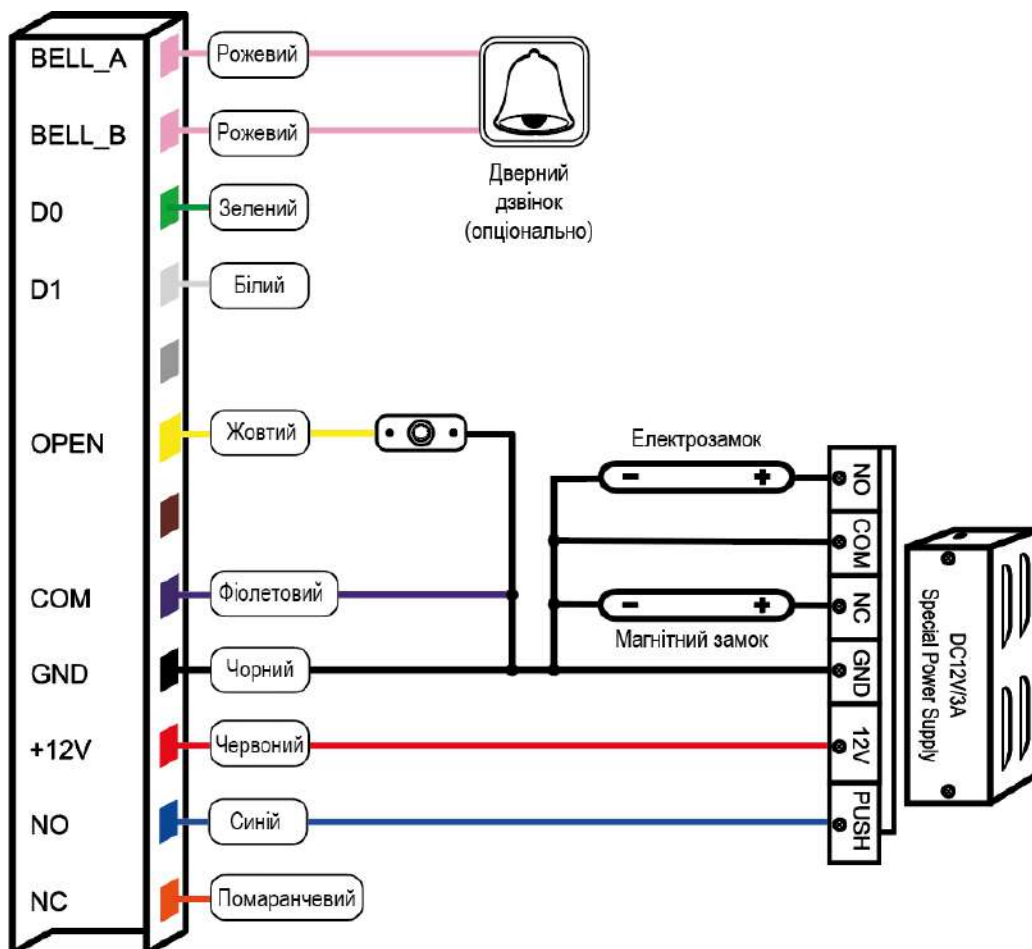 BELL_A
Рожевий
BELL_B
Рожевий
Дверний
дзвінок
(опціонально)
D0
Зелений
D1
Білий
OPEN
Жовтий
Електрозамок
NO
COM
COM
Фіолетовий
NC
Магнітний замок
GND
Чорний
GND
DC12V/3A
Special Power Supply
+12V
Червоний
12V
NO
Синій
PUSH
NC
Помаранчевий